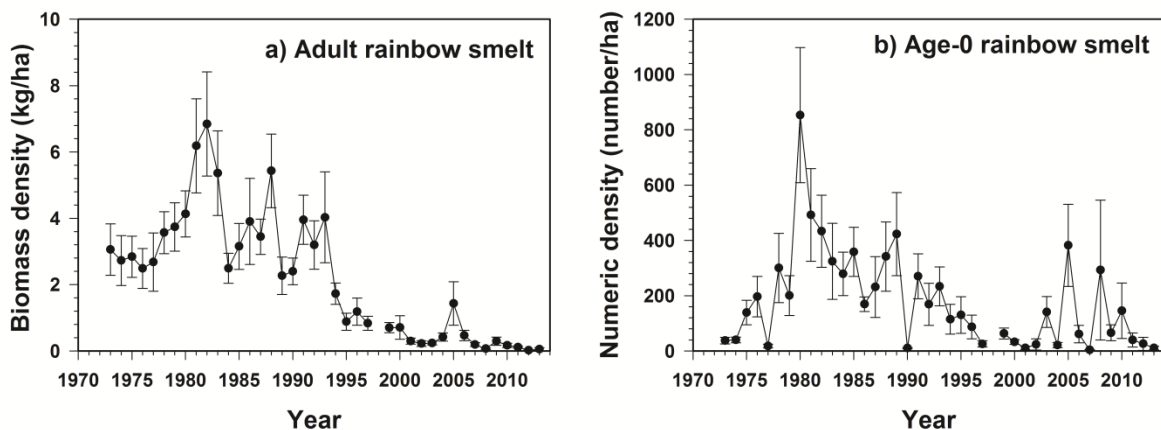 a) Adult rainbow smelt
Biomass density (kg/ha)
10
8
6
4
2
0
1970 1975 1980 1985 1990 1995 2000 2005 2010
Year
b) Age-0 rainbow smelt
Numeric density (number/ha)
1200
1000
800
600
400
200
0
1970 1975 1980 1985 1990 1995 2000 2005 2010
Year